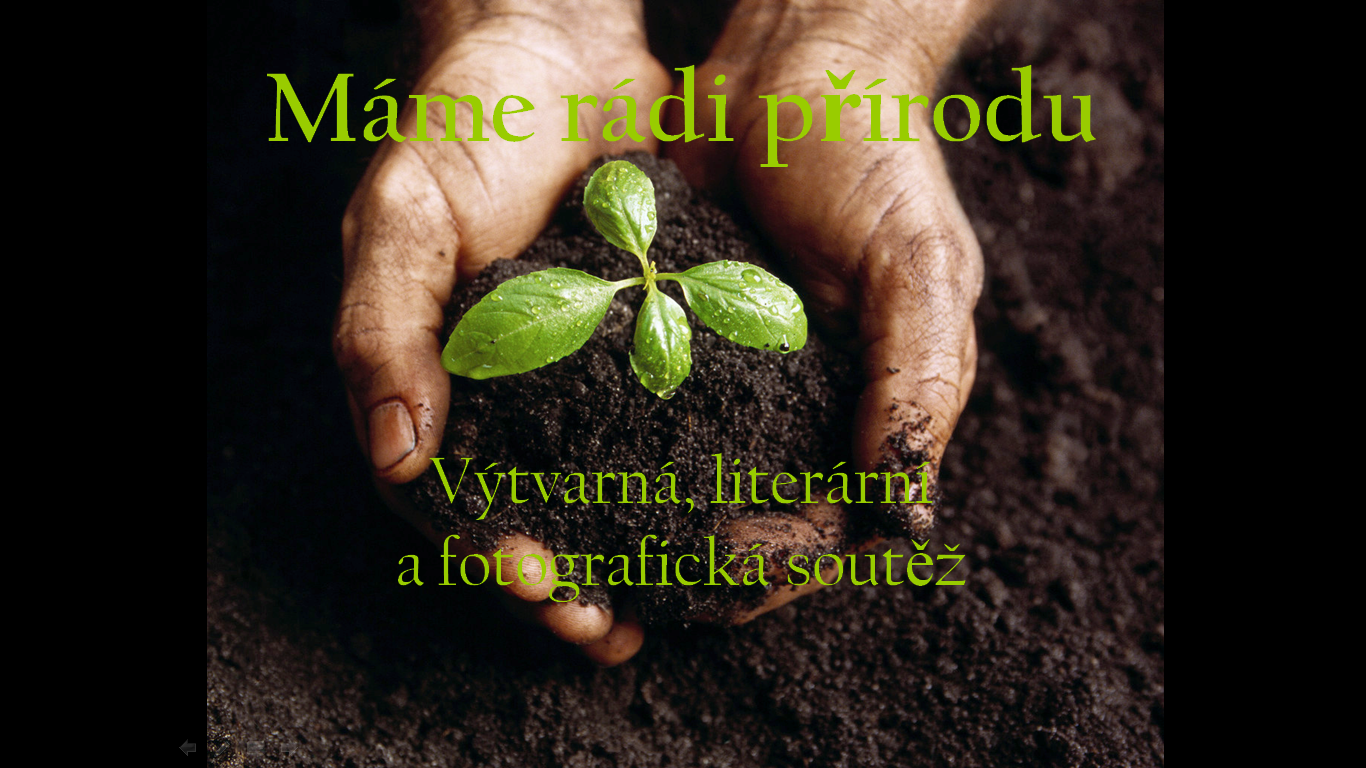 Máme rádi přírodu
Výtvarná, literární
a fotografická soutěž